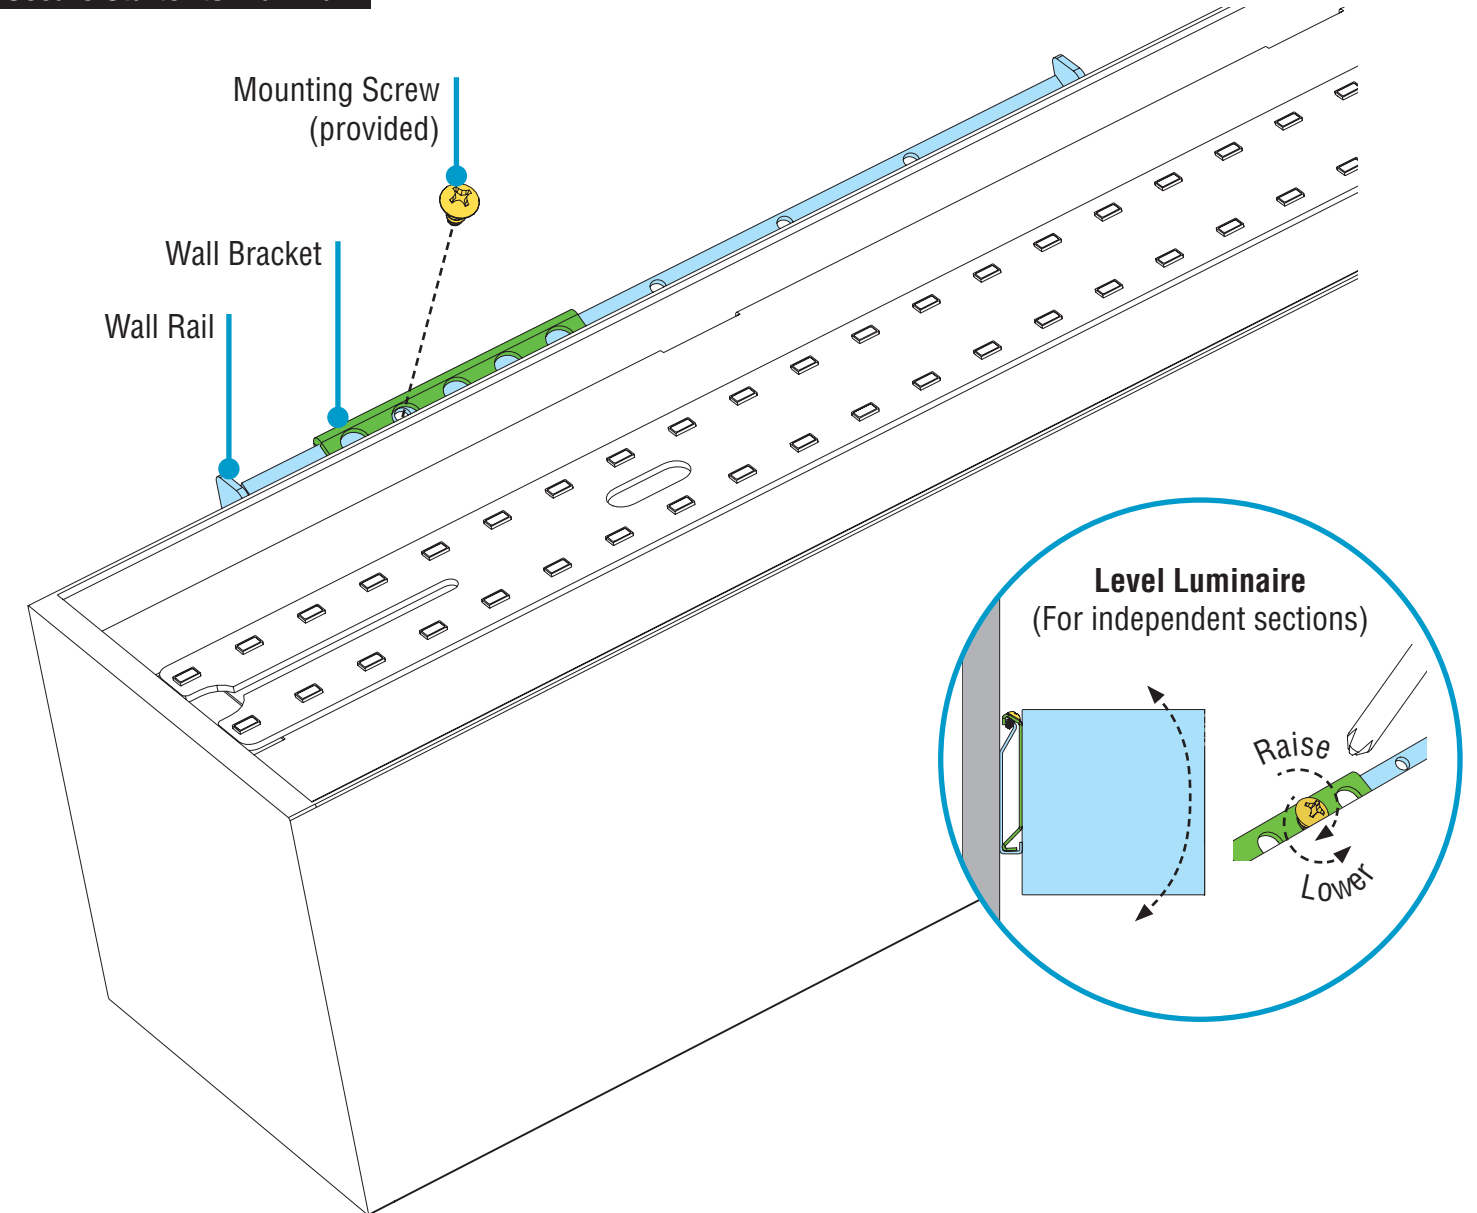 Mounting Screw
(provided)
Wall Bracket
Wall Rail
Level Luminaire
(For independent sections)
Raise
Lower